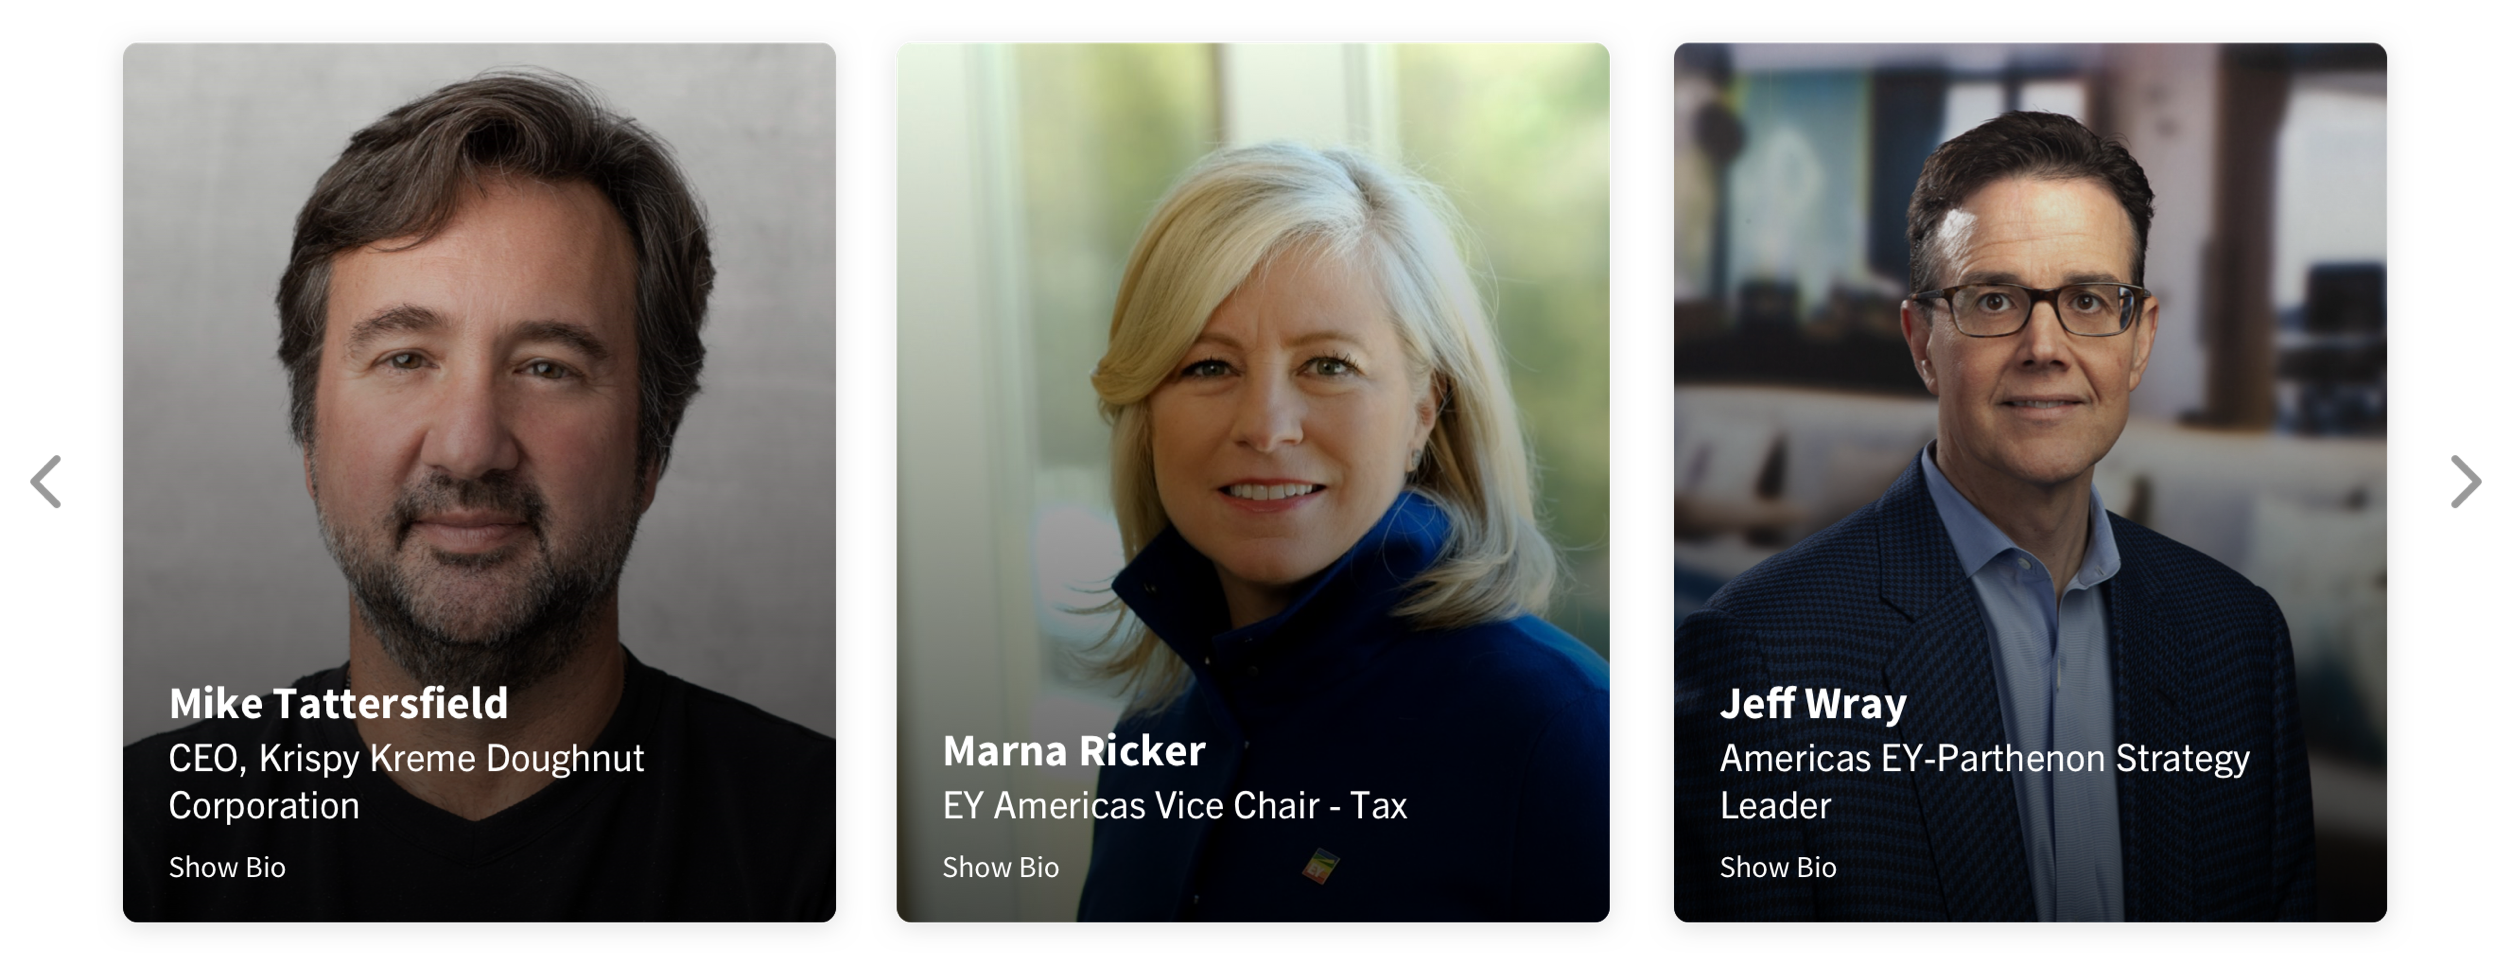 Mike Tattersfield
CEO, Krispy Kreme Doughnut
Corporation
Show Bio
Marna Ricker
EY Americas Vice Chair - Tax
Show Bio
EY
Jeff Wray
Americas EY-Parthenon Strategy
Leader
Show Bio